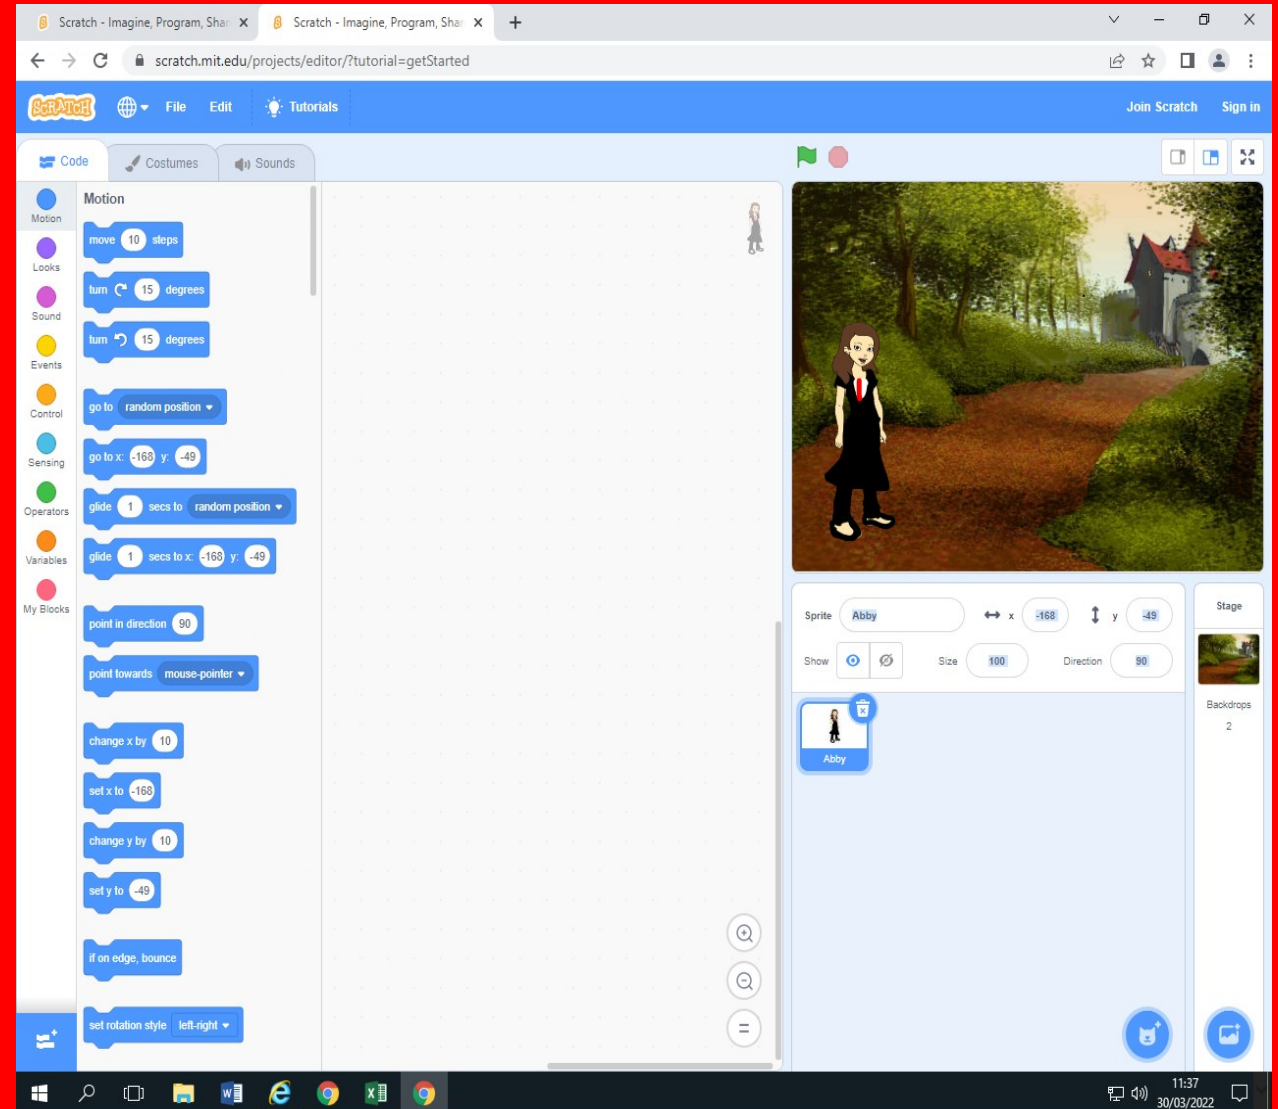 Scratch - Imagine, Program, Shar
Scratch - Imagine, Program, Shar
scratch.mit.edu/projects/editor/?tutorial=getStarted
SCRATCH
File
Edit
Tutorials
Join Scratch
Sign in
Code
Costumes
Sounds
Motion
Looks
Sound
Events
Control
Sensing
Operators
Variables
My Blocks
Motion
move 10 steps
turn 15 degrees
turn 15 degrees
go to random position
go to x: -168 y: -49
glide 1 secs to random position
glide 1 secs to x: -168 y: -49
point in direction 90
point towards mouse-pointer
change x by 10
set x to -168
change y by 10
set y to -49
if on edge, bounce
set rotation style left-right
Sprite Abby x -168 y -49
Show Size 100 Direction 90
Abby
Stage
Backdrops
2
11:37
30/03/2022